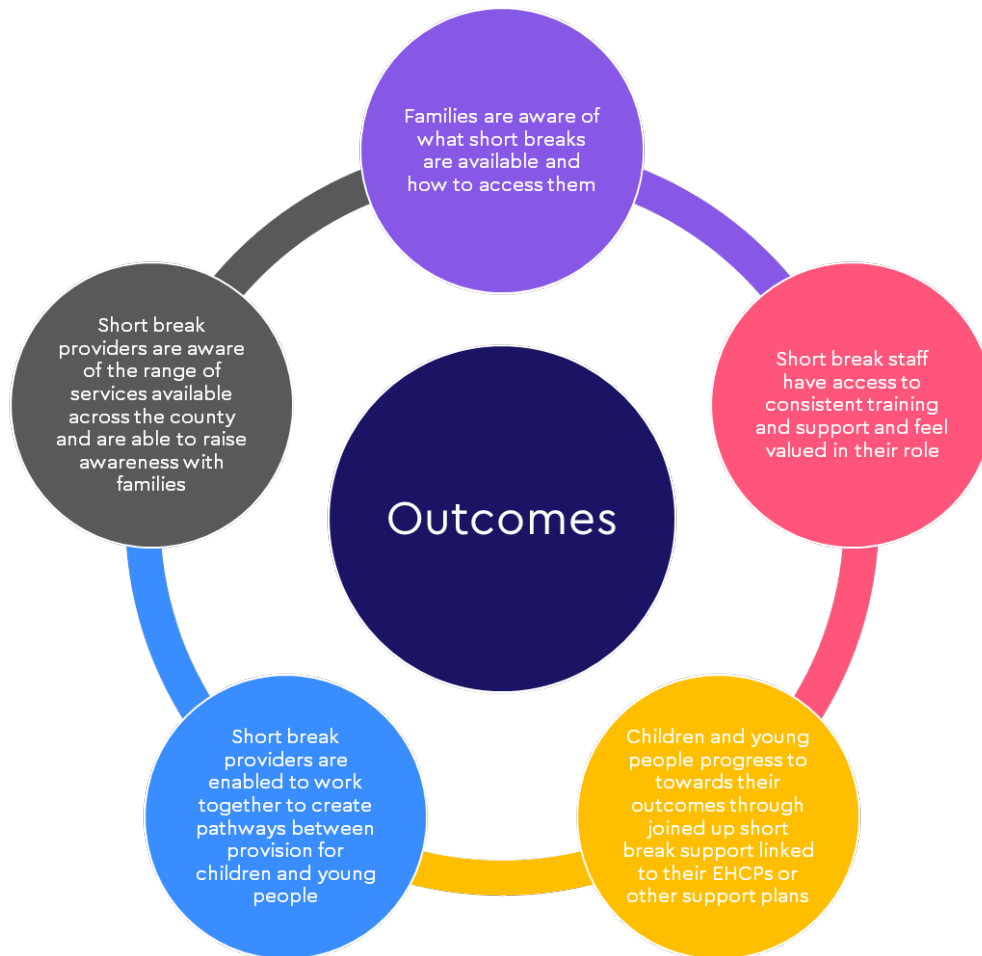 Families are aware of
what short breaks
are available and
how to access them
Short break staff
have access to
consistent training
and support and feel
valued in their role
Children and young
people progress to
towards their
outcomes through
joined up short
break support linked
to their EHCPs or
other support plans
Short break
providers are
enabled to work
together to create
pathways between
provision for
children and young
people
Short break
providers are aware
of the range of
services available
across the county
and are able to raise
awareness with
families
Outcomes